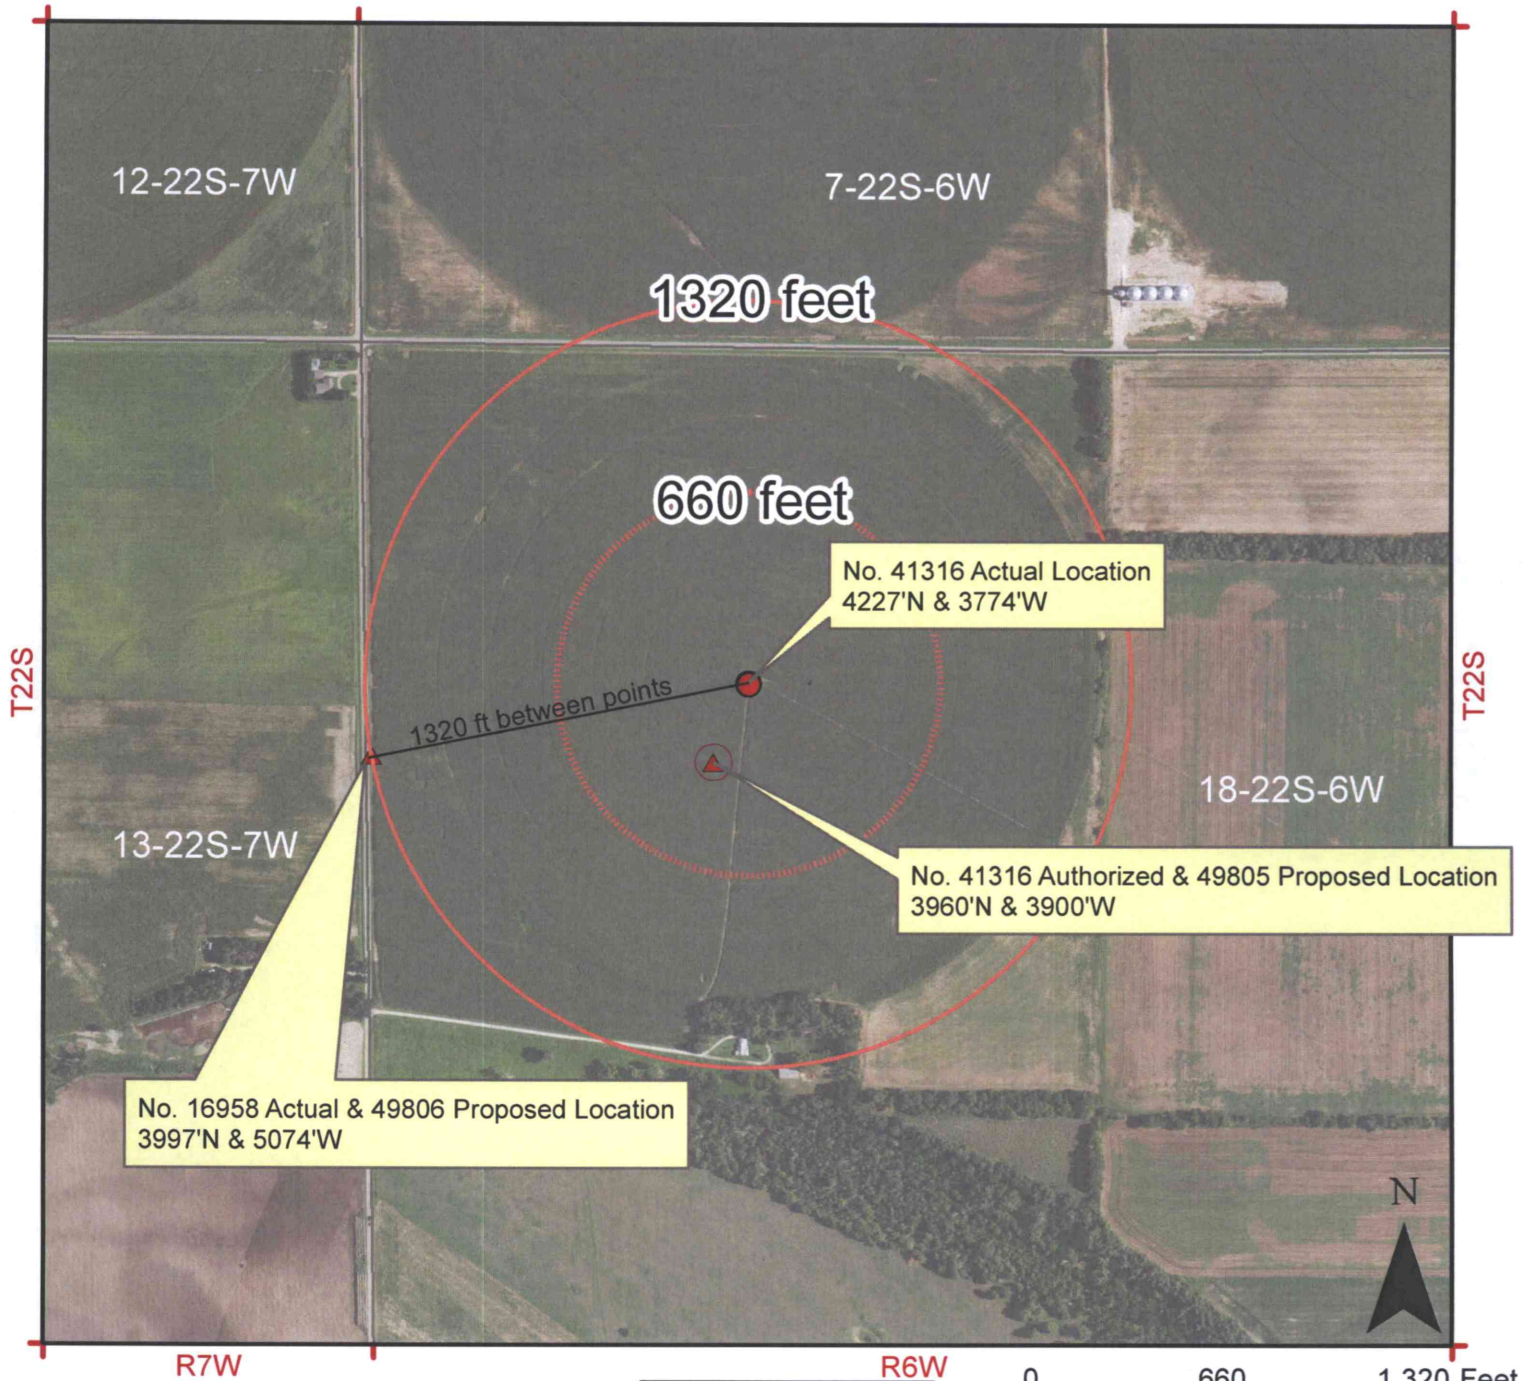 12-22S-7W
7-22S-6W
1320 feet
660 feet
No. 41316 Actual Location
4227'N & 3774'W
T22S
T22S
1320 ft between points
18-22S-6W
13-22S-7W
No. 41316 Authorized & 49805 Proposed Location
3960'N & 3900'W
No. 16958 Actual & 49806 Proposed Location
3997'N & 5074'W
N
R7W
R6W
0 660 1,320 Feet